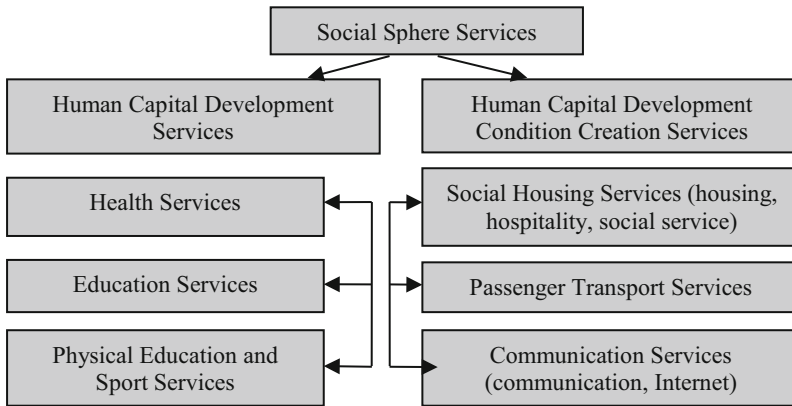 Social Sphere Services
Human Capital Development
Services
Human Capital Development
Condition Creation Services
Health Services
Social Housing Services (housing,
hospitality, social service)
Education Services
Passenger Transport Services
Physical Education and
Sport Services
Communication Services
(communication, Internet)